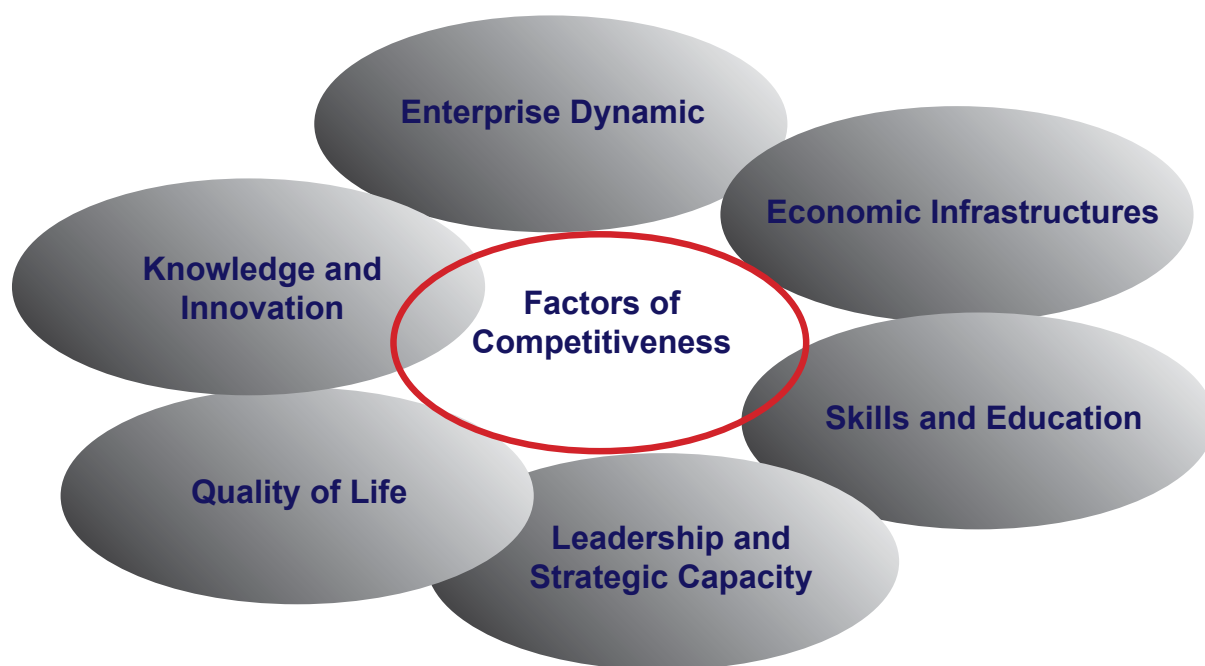 Enterprise Dynamic
Economic Infrastructures
Knowledge and
Innovation
Factors of
Competitiveness
Skills and Education
Quality of Life
Leadership and
Strategic Capacity